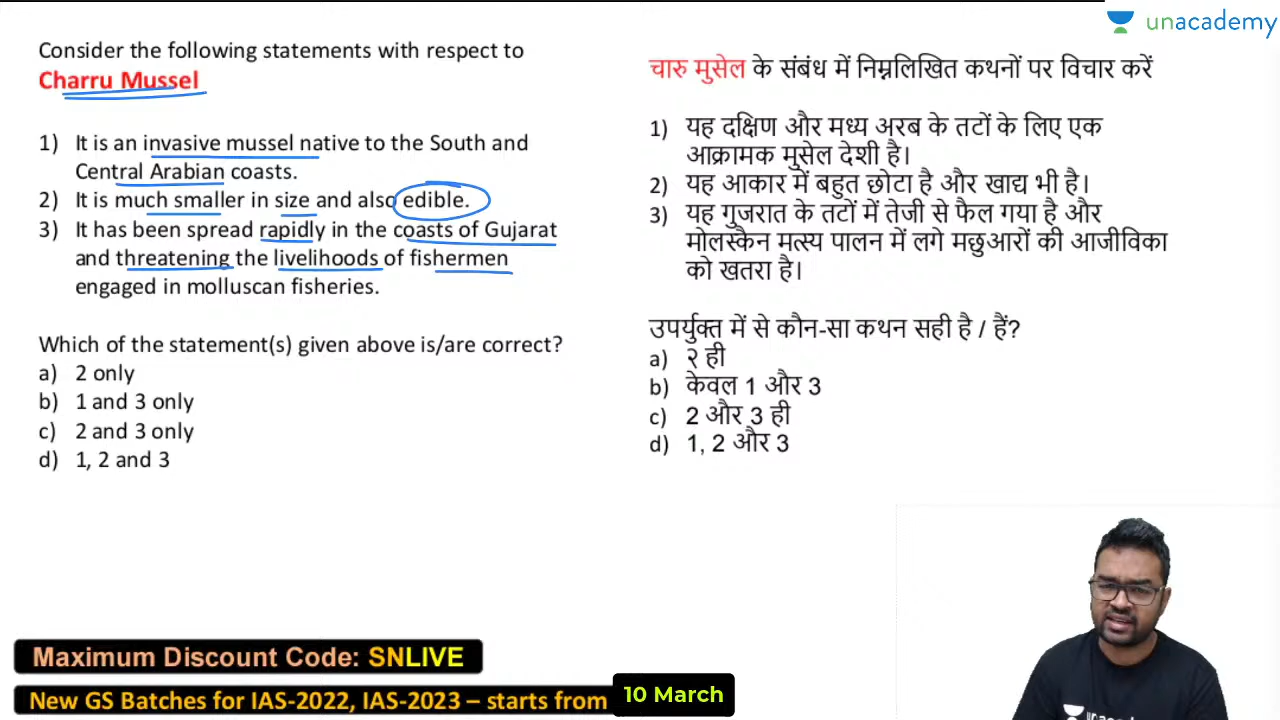 unacademy
Consider the following statements with respect to
Charru Mussel
1) It is an invasive mussel native to the South and
Central Arabian coasts.
2) It is much smaller in size and also edible.
3) It has been spread rapidly in the coasts of Gujarat
and threatening the livelihoods of fishermen
engaged in molluscan fisheries.
Which of the statement(s) given above is/are correct?
a) 2 only
b) 1 and 3 only
c) 2 and 3 only
d) 1, 2 and 3
चारु मुसेल के संबंध में निम्नलिखित कथनों पर विचार करें
1) यह दक्षिण और मध्य अरब के तटों के लिए एक
आक्रामक मुसेल देशी है।
2) यह आकार में बहुत छोटा है और खाद्य भी है।
3) यह गुजरात के तटों में तेजी से फैल गया है और
मोलस्कैन मत्स्य पालन में लगे मछुआरों की आजीविका
को खतरा है।
उपर्युक्त में से कौन-सा कथन सही है / हैं?
a) २ ही
b) केवल 1 और 3
c) 2 और 3 ही
d) 1, 2 और 3
Maximum Discount Code: SNLIVE
New GS Batches for IAS-2022, IAS-2023 – starts from 10 March